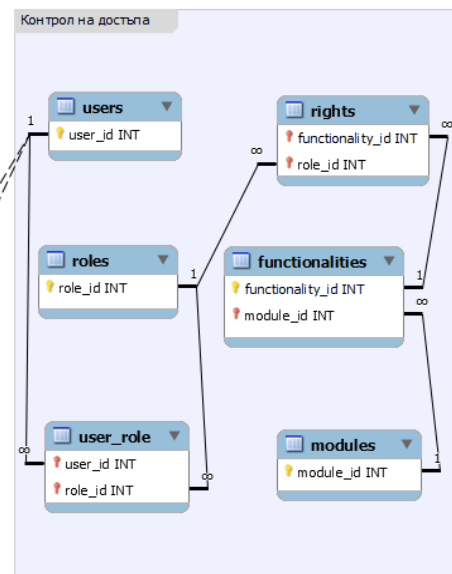 Контрол на достъпа
users
user_id INT
rights
functionality_id INT
role_id INT
roles
role_id INT
functionalities
functionality_id INT
module_id INT
user_role
user_id INT
role_id INT
modules
module_id INT
1
∞
∞
1
1
∞
∞
∞
1